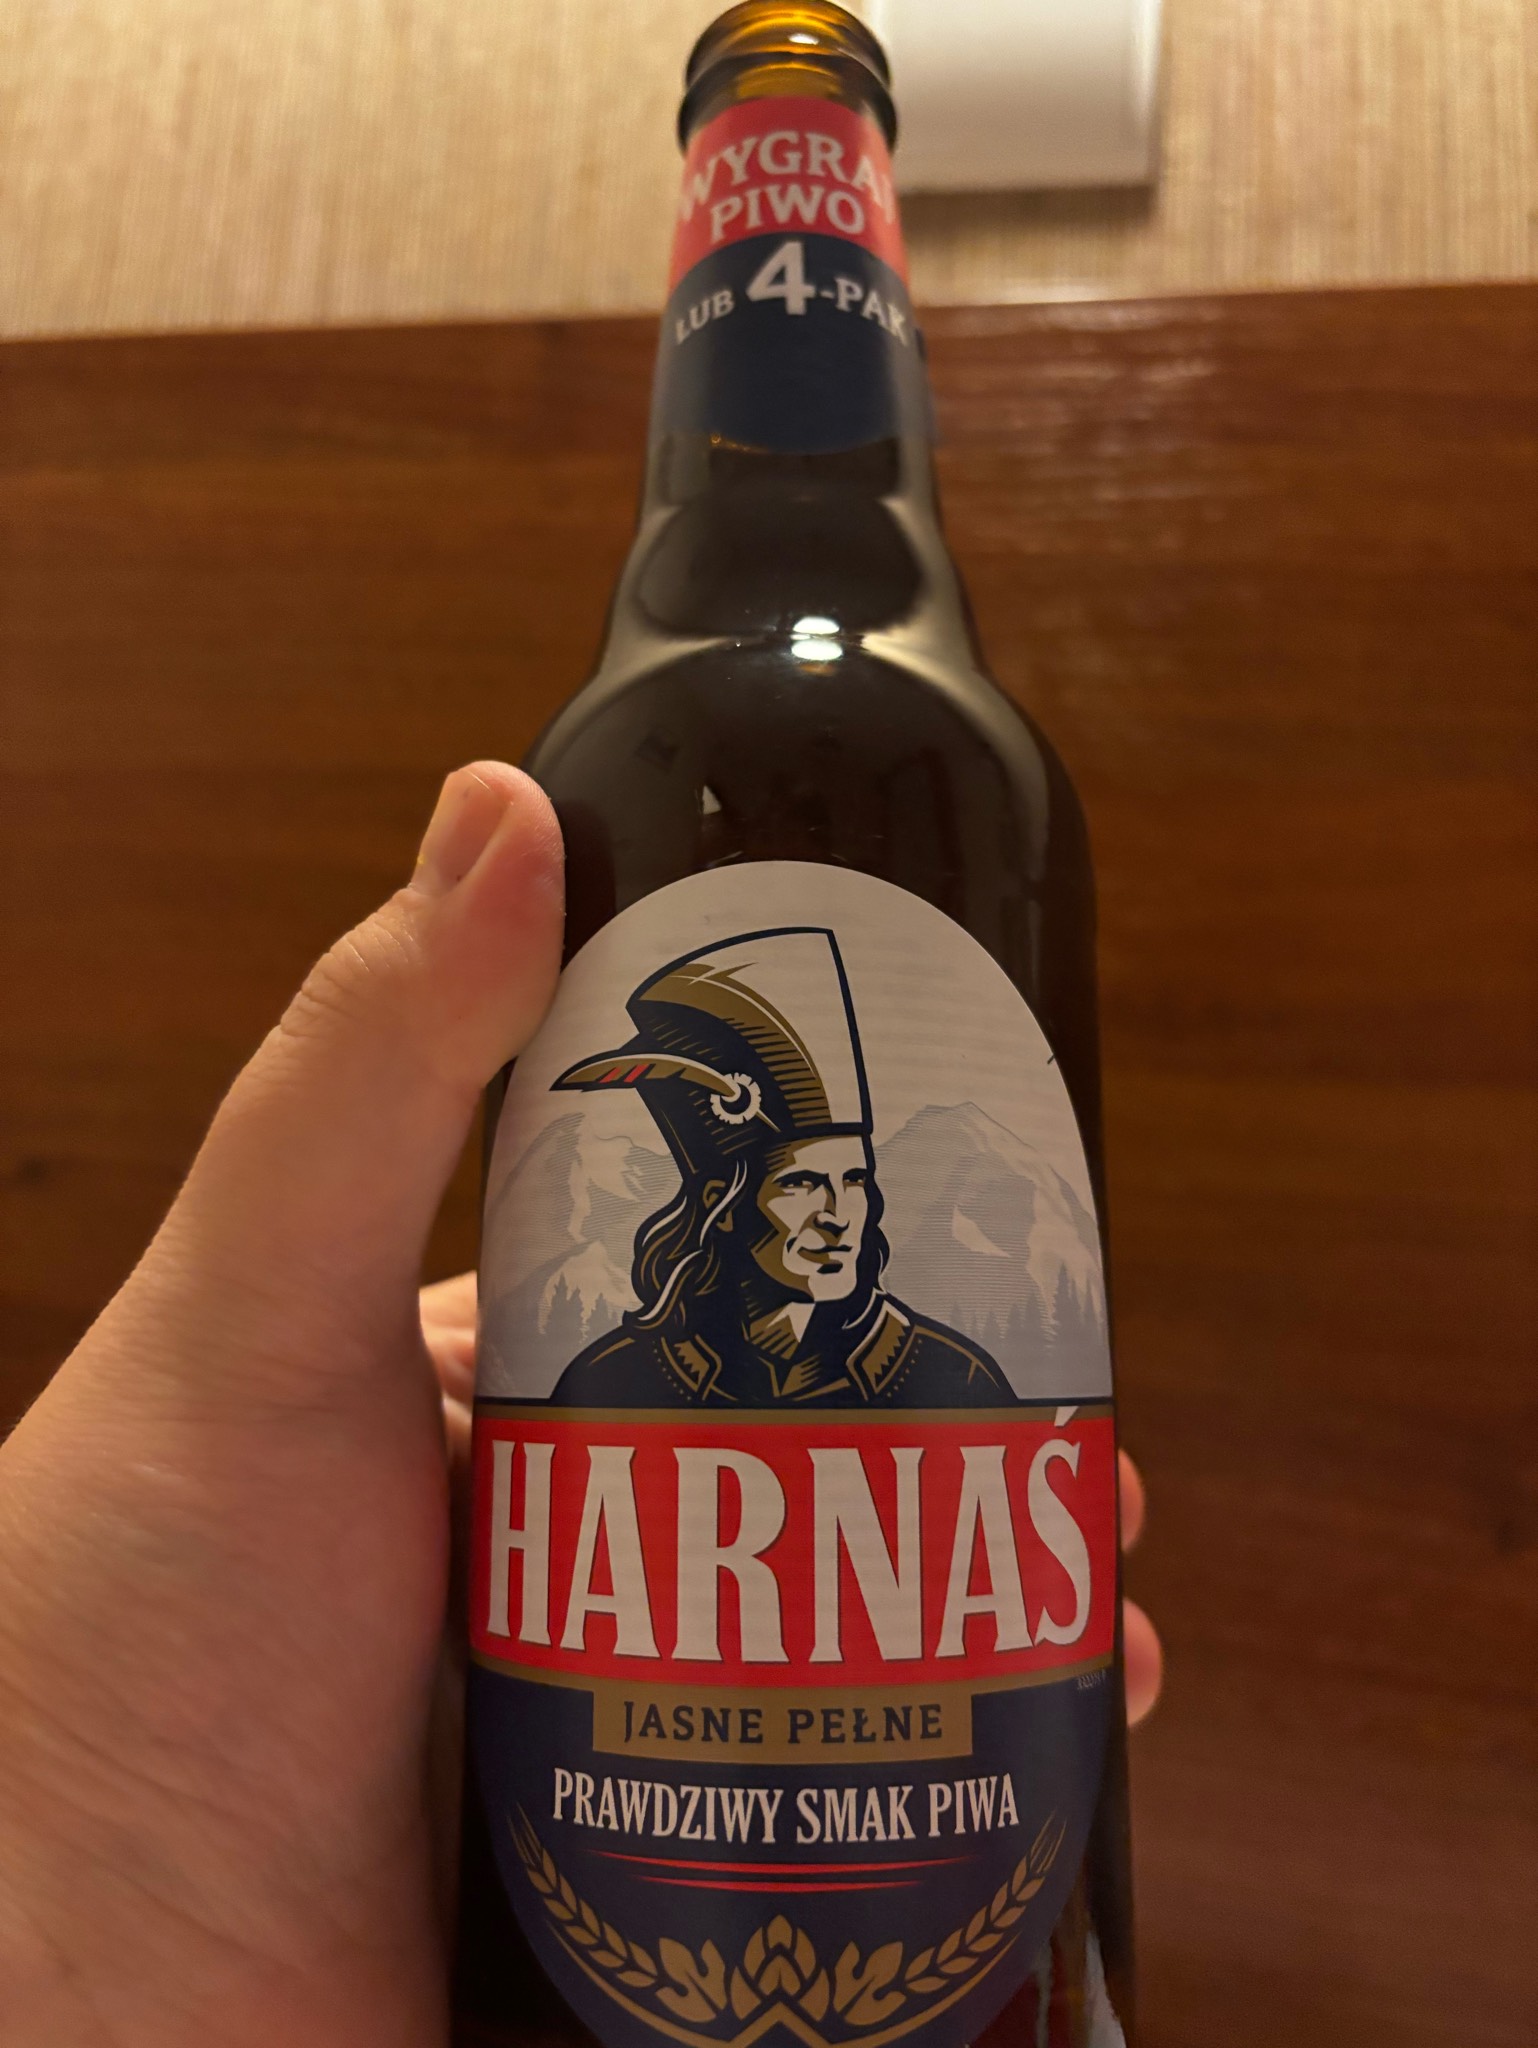 WYGRAJ
PIWO
LUB 4-PAK
HARNAŚ
JASNE PEŁNE
PRAWDZIWY SMAK PIWA